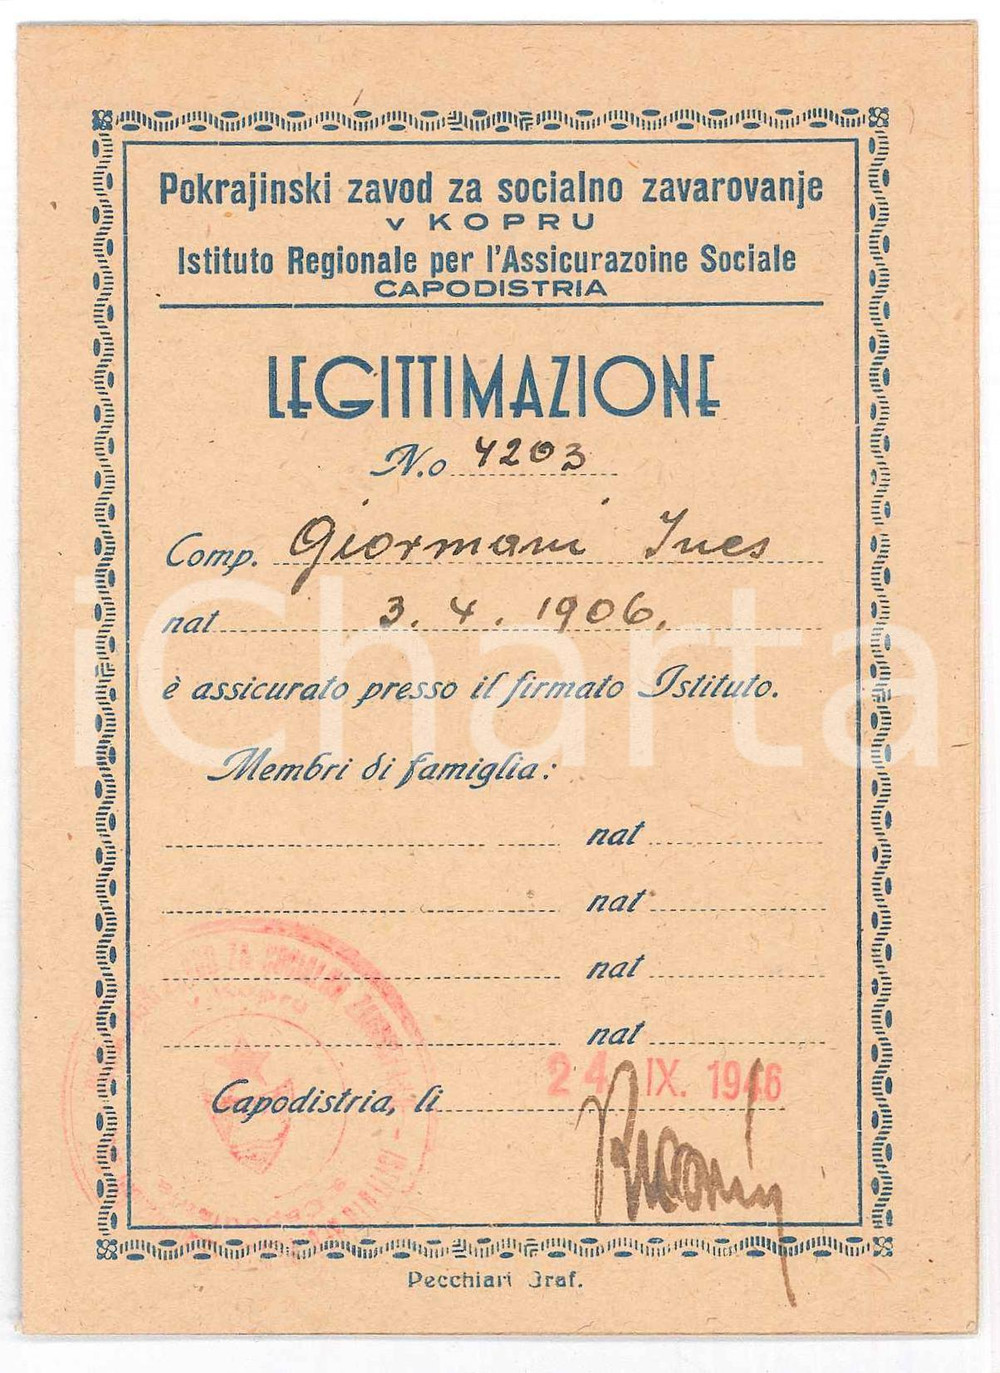 Pokrajinski zavod za socialno zavarovanje
v KOPRU
Istituto Regionale per l'Assicurazoine Sociale
CAPODISTRIA
LEGITTIMAZIONE
N.o 4203
Comp. Giormani Ines
nat 3. 4. 1906.
è assicurato presso il firmato Istituto.
Membri di famiglia:
nat
nat
nat
nat
Capodistria, li 24 IX. 1946
Pecchiari Graf.
iCharta